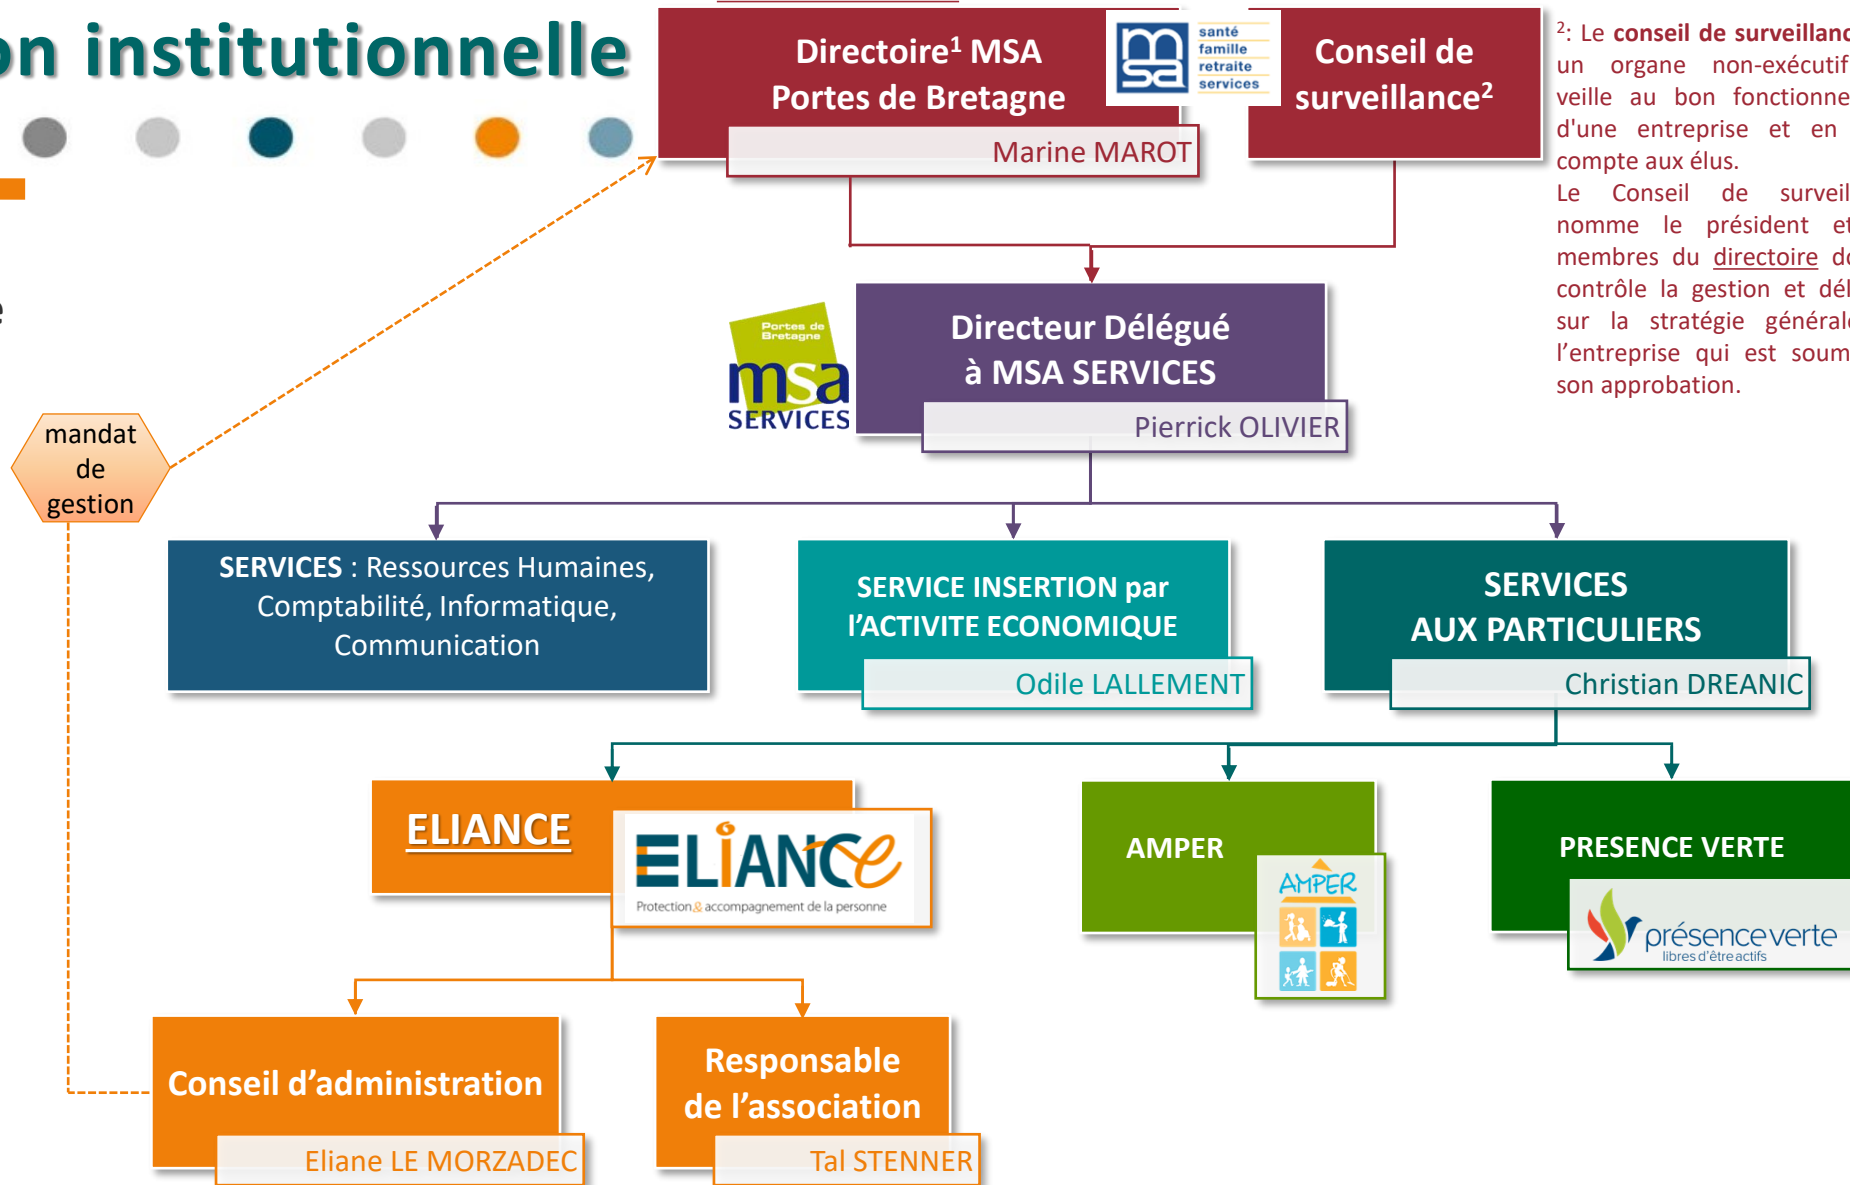 on institutionnelle
Directoire¹ MSA
Portes de Bretagne
Marine MAROT
msa
santé
famille
retraite
services
Conseil de
surveillance²
²: Le conseil de surveillanc
un organe non-exécutif
veille au bon fonctionne
d'une entreprise et en
compte aux élus.
Le Conseil de surveil
nomme le président et
membres du directoire do
contrôle la gestion et dél
sur la stratégie générale
l’entreprise qui est soum
son approbation.
e
mandat
de
gestion
Portes de
Bretagne
msa
SERVICES
Directeur Délégué
à MSA SERVICES
Pierrick OLIVIER
SERVICES : Ressources Humaines,
Comptabilité, Informatique,
Communication
SERVICE INSERTION par
l’ACTIVITE ECONOMIQUE
Odile LALLEMENT
SERVICES
AUX PARTICULIERS
Christian DREANIC
ELIANCE
ELiANCe
Protection & accompagnement de la personne
AMPER
AMPER
PRESENCE VERTE
présence verte
libres d'être actifs
Conseil d’administration
Eliane LE MORZADEC
Responsable
de l’association
Tal STENNER